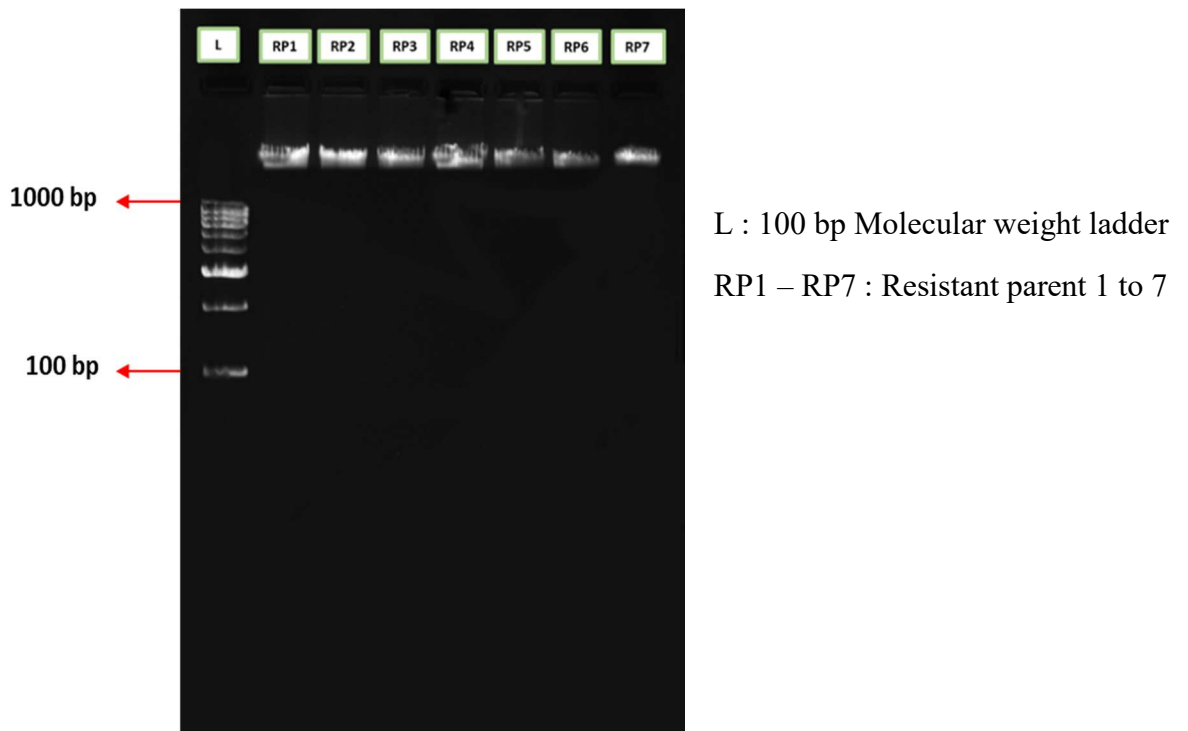 L RP1 RP2 RP3 RP4 RP5 RP6 RP7
1000 bp
100 bp
L : 100 bp Molecular weight ladder
RP1 – RP7 : Resistant parent 1 to 7